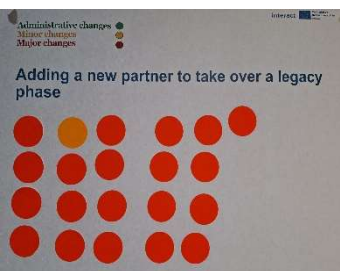 Administrative changes
Minor changes
Major changes
Interact
Adding a new partner to take over a legacy
phase